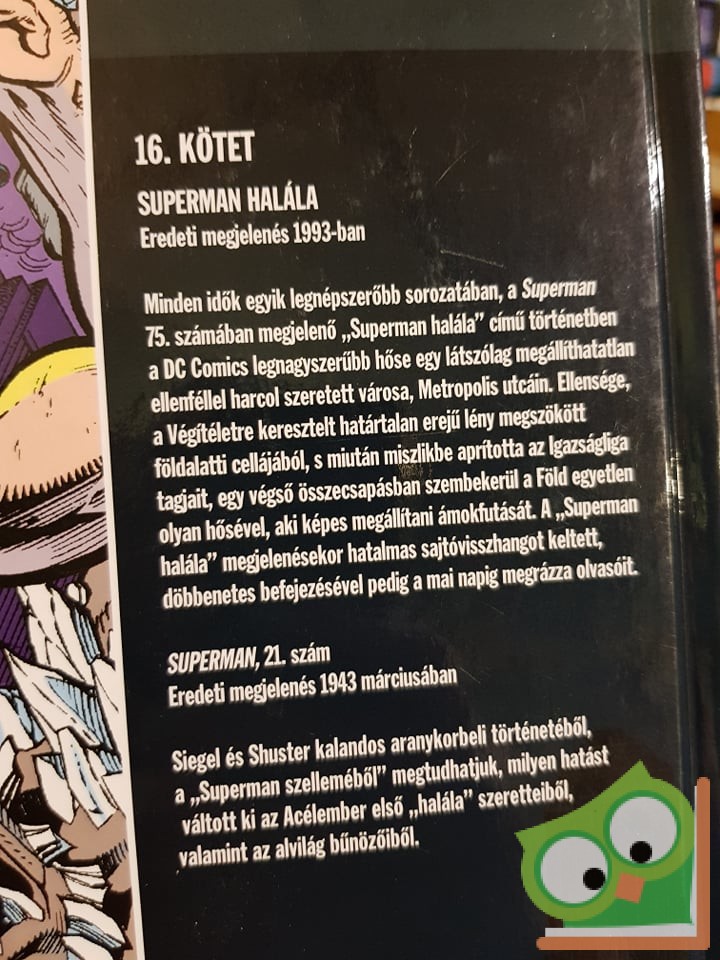 16. KÖTET
SUPERMAN HALÁLA
Eredeti megjelenés 1993-ban
Minden idők egyik legnépszerűbb sorozatában, a Superman
75. számában megjelenő „Superman halála” című történetben
a DC Comics legnagyszerűbb hőse egy látszólag megállíthatatlan
ellenféllel harcol szeretett városa, Metropolis utcáin. Ellensége,
a Végítéletre keresztelt határtalan erejű lény megszökött
földalatti cellájából, s miután miszlikbe aprította az Igazságliga
tagjait, egy végső összecsapásban szembekerül a Föld egyetlen
olyan hősével, aki képes megállítani ámokfutását. A „Superman
halála” megjelenésekor hatalmas sajtóvisszhangot keltett,
döbbenetes befejezésével pedig a mai napig megrázza olvasóit.
SUPERMAN, 21. szám
Eredeti megjelenés 1943 márciusában
Siegel és Shuster kalandos aranykorbeli történetéből,
a „Superman szelleméből” megtudhatjuk, milyen hatást
váltott ki az Acélember első „halála” szeretteiből,
valamint az alvilág bűnözőiből.